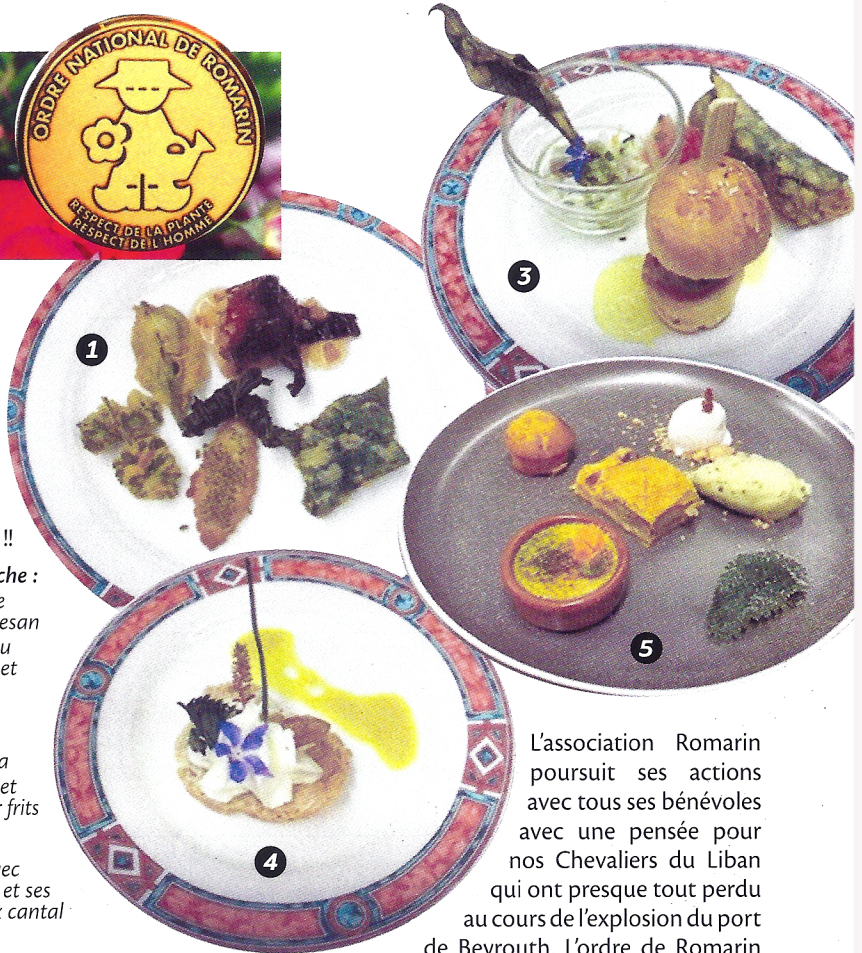 ORDRE NATIONAL DE ROMARIN
RESPECT DE LA PLANTE
RESPECT DE L'HOMME
3
1
5
4
!!
che :
e
esan
u
et
a
et
r frits
ec
et ses
x cantal
L'association Romarin
poursuit ses actions
avec tous ses bénévoles
avec une pensée pour
nos Chevaliers du Liban
qui ont presque tout perdu
au cours de l'explosion du port
de Beyrouth. L'ordre de Romarin